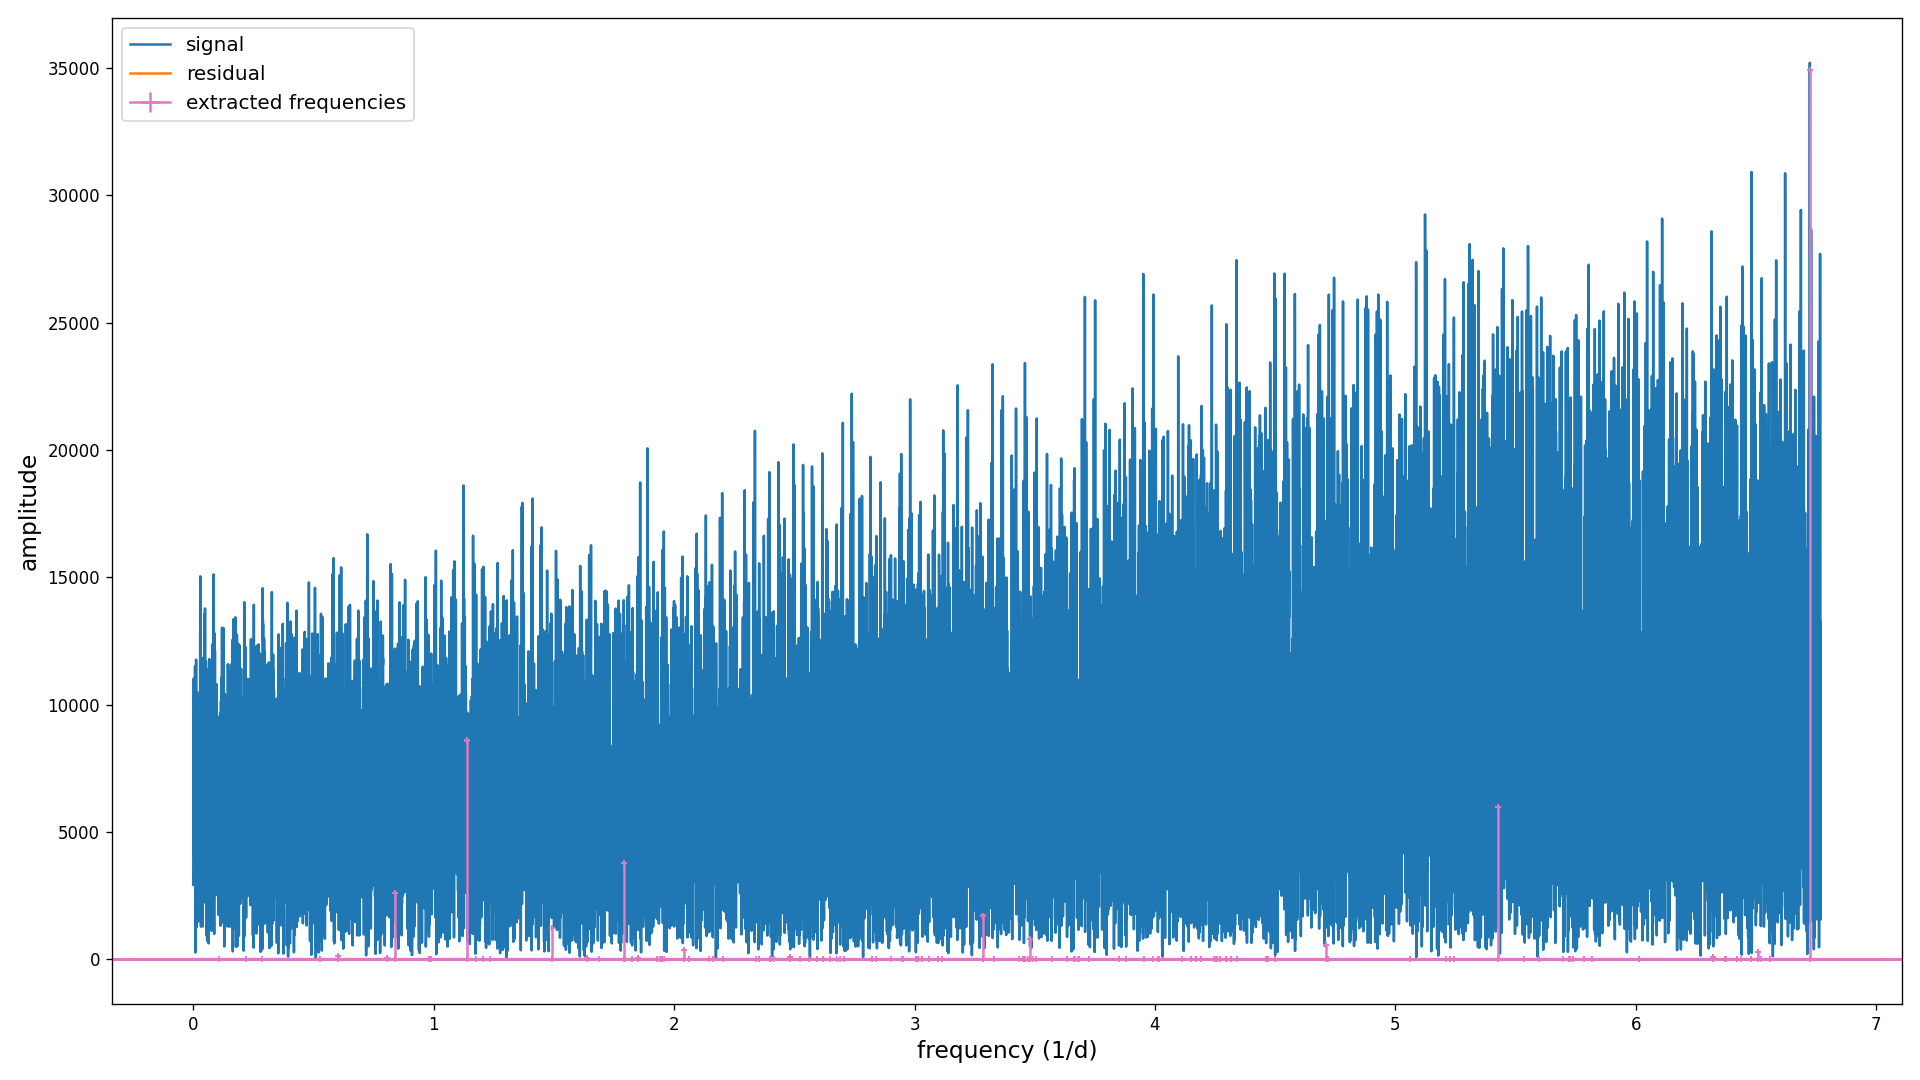 signal
residual
extracted frequencies
amplitude
35000
30000
25000
20000
15000
10000
5000
0
0 1 2 3 4 5 6 7
frequency (1/d)